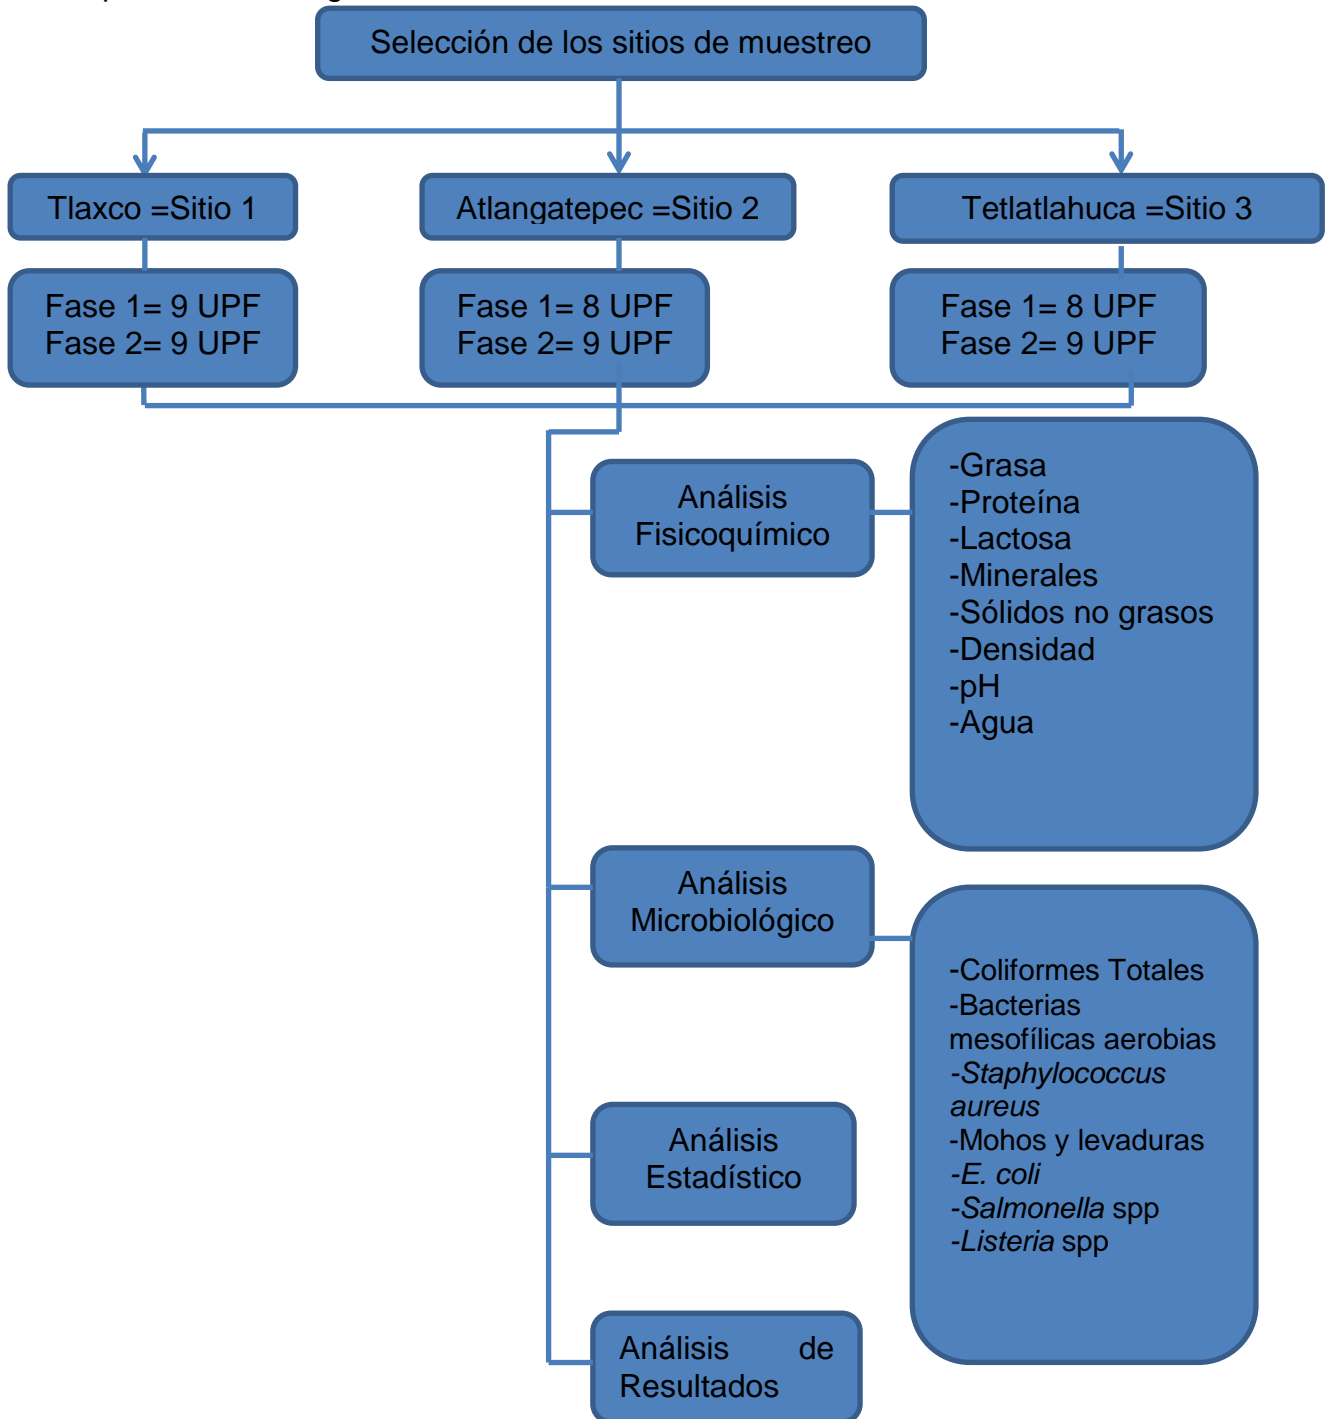 Selección de los sitios de muestreo
Tlaxco =Sitio 1
Atlangatepec =Sitio 2
Tetlatlahuca =Sitio 3
Fase 1= 9 UPF
Fase 2= 9 UPF
Fase 1= 8 UPF
Fase 2= 9 UPF
Fase 1= 8 UPF
Fase 2= 9 UPF
Análisis
Fisicoquímico
-Grasa
-Proteína
-Lactosa
-Minerales
-Sólidos no grasos
-Densidad
-pH
-Agua
Análisis
Microbiológico
-Coliformes Totales
-Bacterias
mesofílicas aerobias
-Staphylococcus
aureus
-Mohos y levaduras
-E. coli
-Salmonella spp
-Listeria spp
Análisis
Estadístico
Análisis de
Resultados